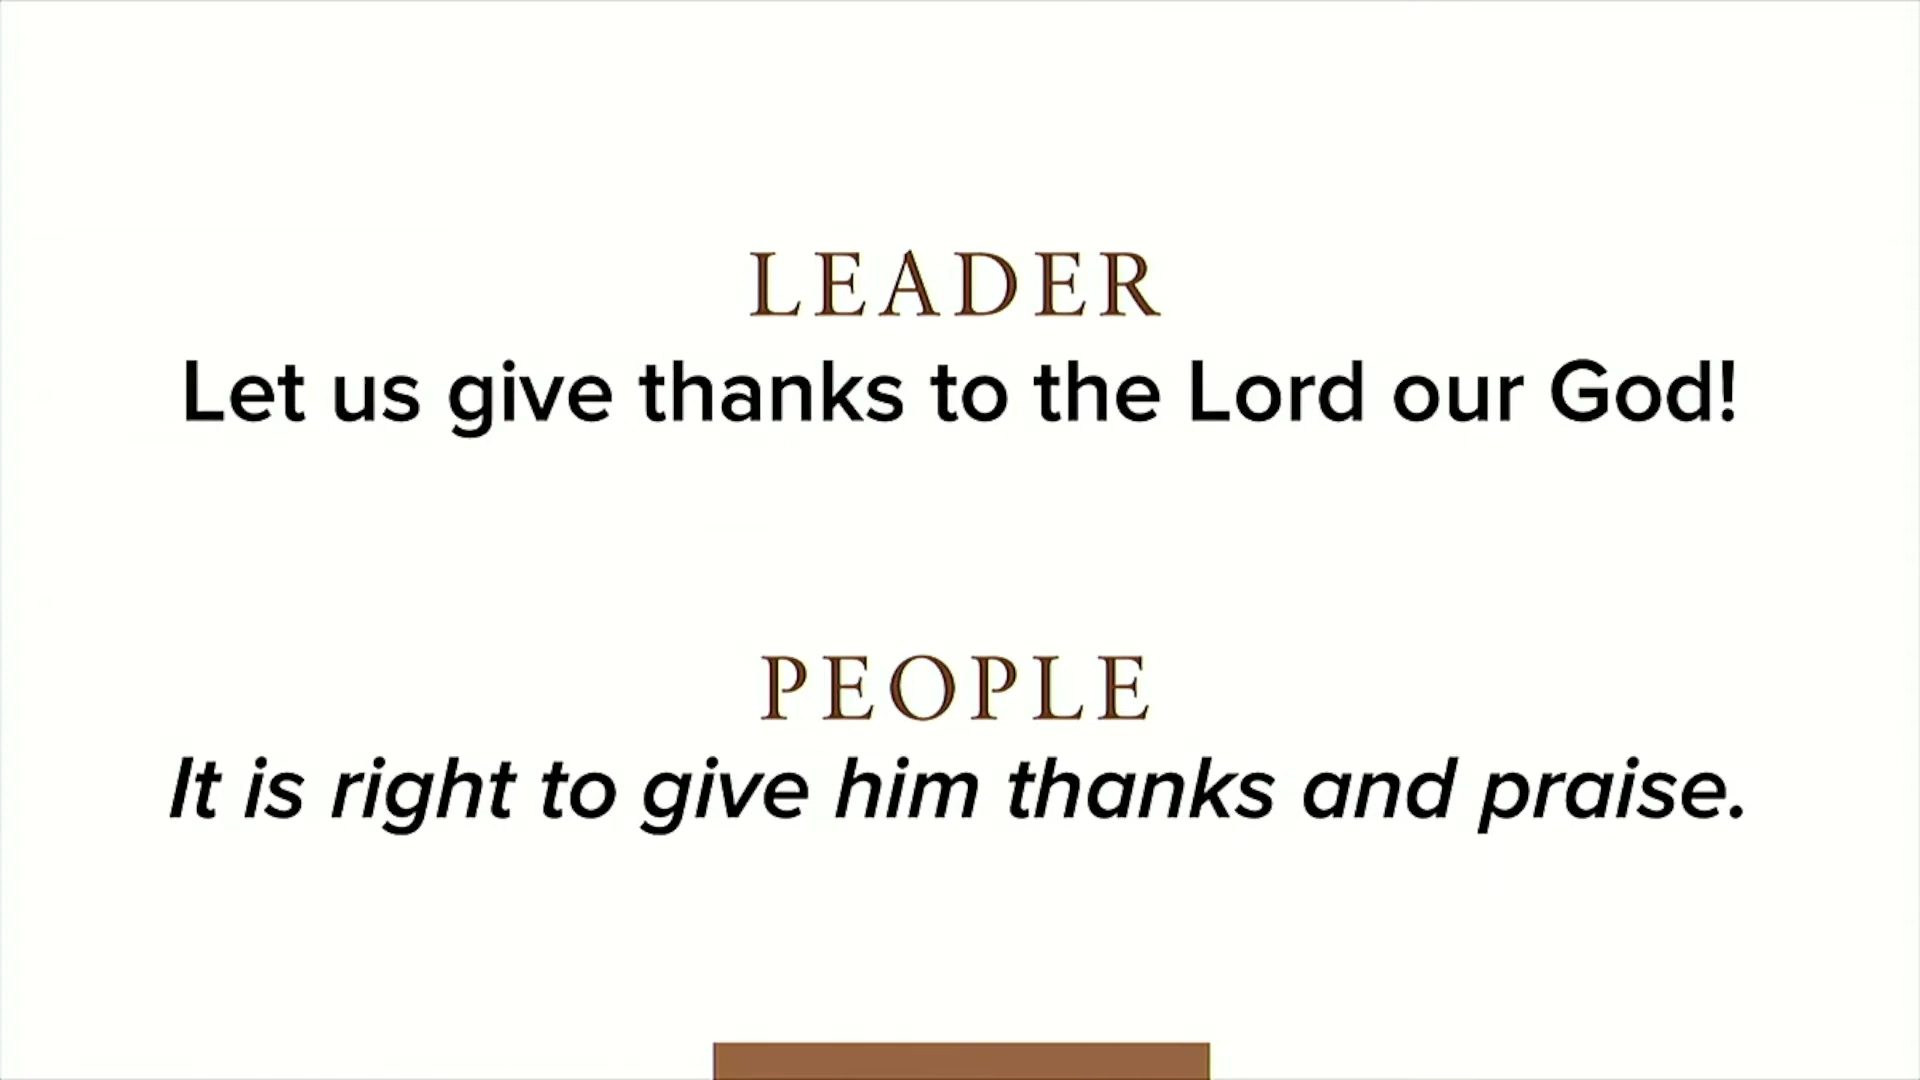 LEADER
Let us give thanks to the Lord our God!
PEOPLE
It is right to give him thanks and praise.